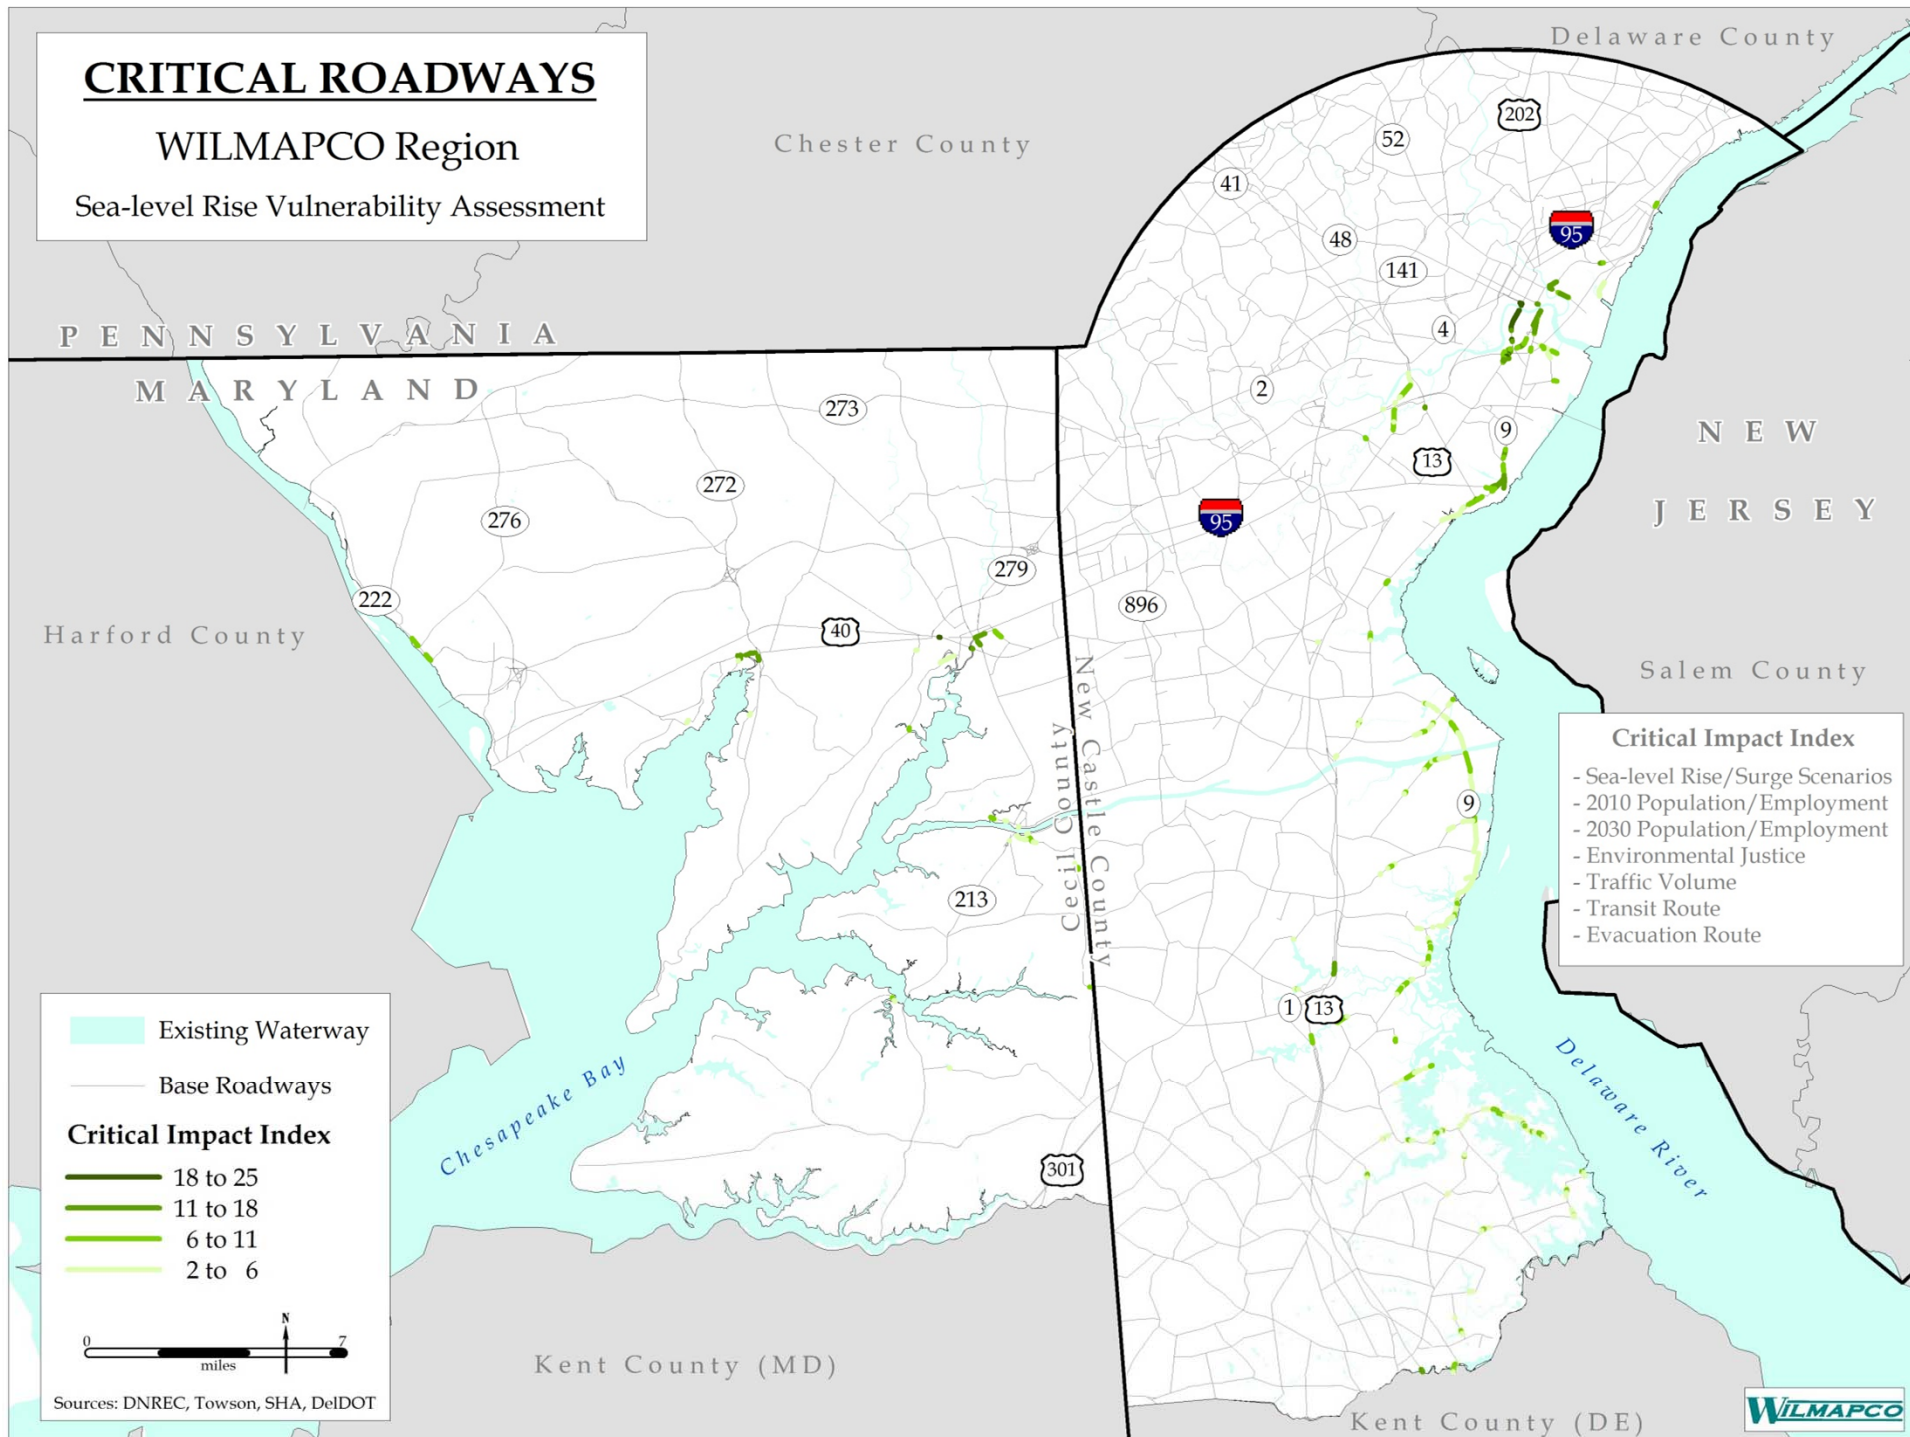 CRITICAL ROADWAYS
WILMAPCO Region
Sea-level Rise Vulnerability Assessment
Delaware County
Chester County
202
52
41
95
48
141
4
PENNSYLVANIA
MARYLAND
2
273
9
NEW
13
272
JERSEY
276
95
279
222
896
40
Harford County
Salem County
New Castle County
Cecil County
Critical Impact Index
- Sea-level Rise/Surge Scenarios
- 2010 Population/Employment
- 2030 Population/Employment
- Environmental Justice
- Traffic Volume
- Transit Route
- Evacuation Route
9
213
1
13
Existing Waterway
Base Roadways
Critical Impact Index
18 to 25
11 to 18
6 to 11
2 to 6
N
0 7
miles
Sources: DNREC, Towson, SHA, DelDOT
Chesapeake Bay
Delaware River
301
Kent County (MD)
Kent County (DE)
WILMAPCO